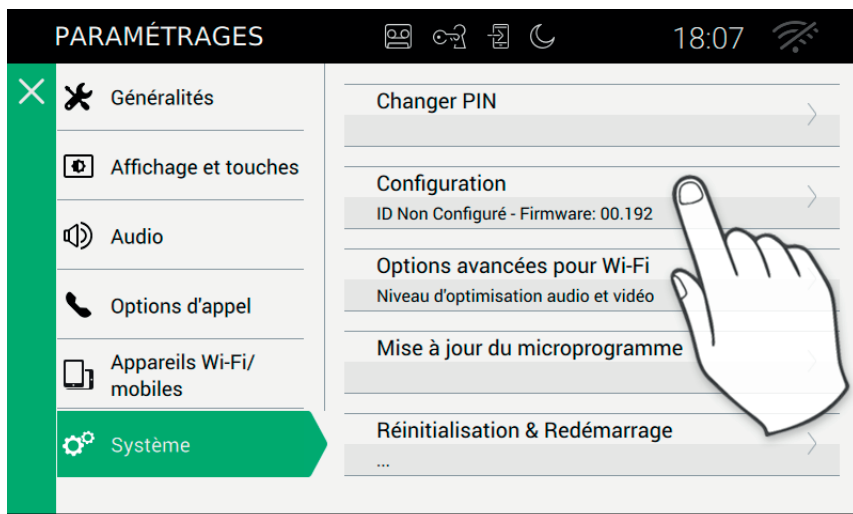 PARAMÉTRAGES
18:07
Généralités
Affichage et touches
Audio
Options d'appel
Appareils Wi-Fi/
mobiles
Système
Changer PIN
Configuration
ID Non Configuré - Firmware: 00.192
Options avancées pour Wi-Fi
Niveau d'optimisation audio et vidéo
Mise à jour du microprogramme
Réinitialisation & Redémarrage
...